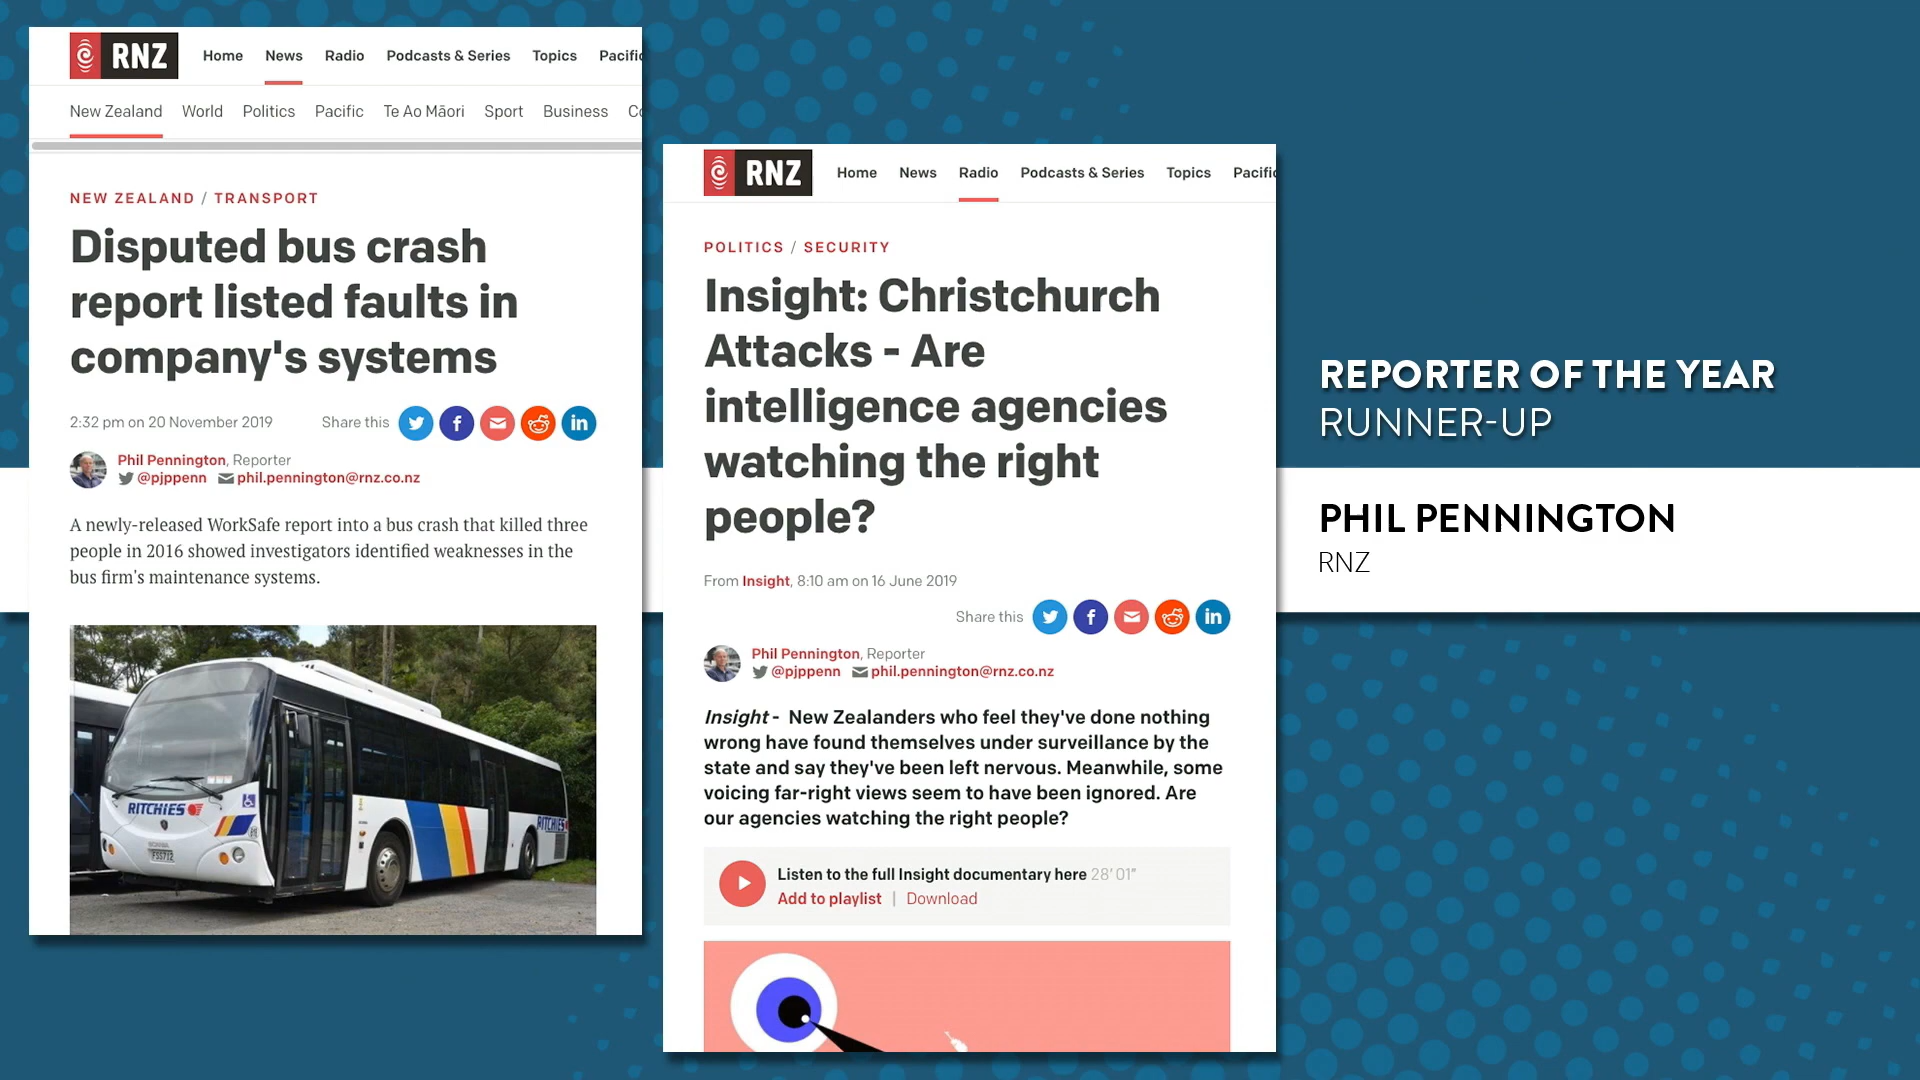 RNZ
Home News Radio Podcasts & Series Topics Pacific
New Zealand World Politics Pacific Te Ao Māori Sport Business
NEW ZEALAND / TRANSPORT
Disputed bus crash
report listed faults in
company's systems
2:32 pm on 20 November 2019 Share this
Phil Pennington, Reporter
@pjppenn phil.pennington@rnz.co.nz
A newly-released WorkSafe report into a bus crash that killed three
people in 2016 showed investigators identified weaknesses in the
bus firm's maintenance systems.
RITCHIES
RITCHIES
RNZ
Home News Radio Podcasts & Series Topics Pacific
POLITICS / SECURITY
Insight: Christchurch
Attacks - Are
intelligence agencies
watching the right
people?
From Insight, 8:10 am on 16 June 2019
Share this
Phil Pennington, Reporter
@pjppenn phil.pennington@rnz.co.nz
Insight - New Zealanders who feel they've done nothing
wrong have found themselves under surveillance by the
state and say they've been left nervous. Meanwhile, some
voicing far-right views seem to have been ignored. Are
our agencies watching the right people?
Listen to the full Insight documentary here 28′ 01″
Add to playlist | Download
REPORTER OF THE YEAR
RUNNER-UP
PHIL PENNINGTON
RNZ